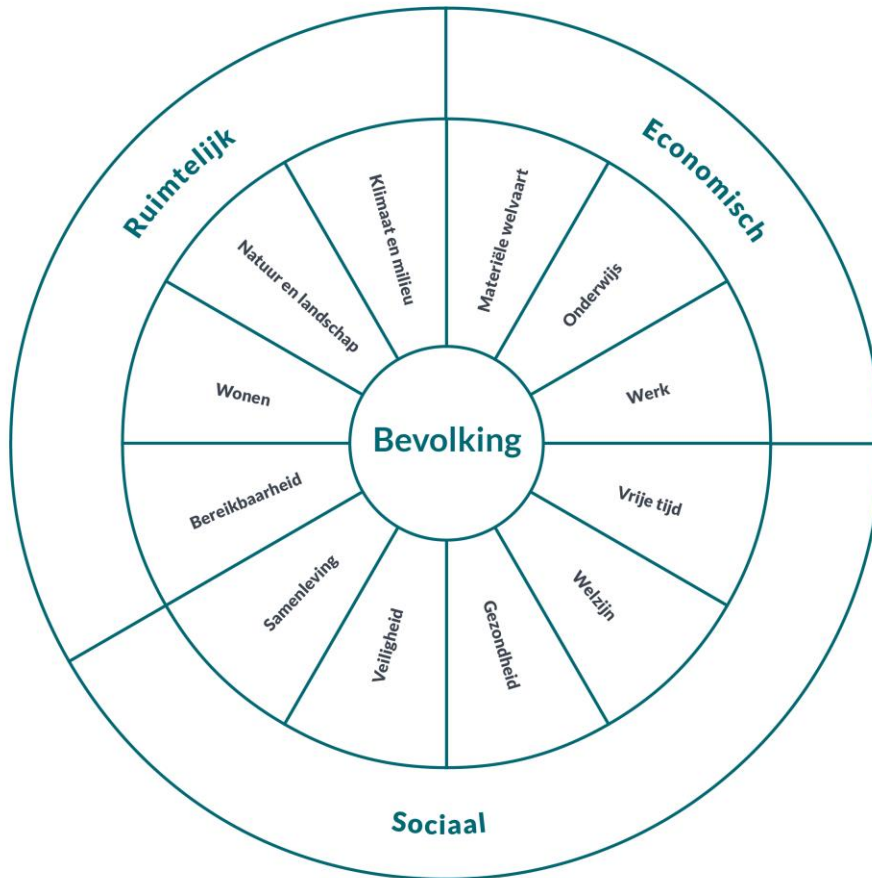 Ruimtelijk
Economisch
Klimaat en milieu
Materiële welvaart
Natuur en landschap
Onderwijs
Wonen
Werk
Bevolking
Bereikbaarheid
Vrije tijd
Samenleving
Welzijn
Veiligheid
Gezondheid
Sociaal